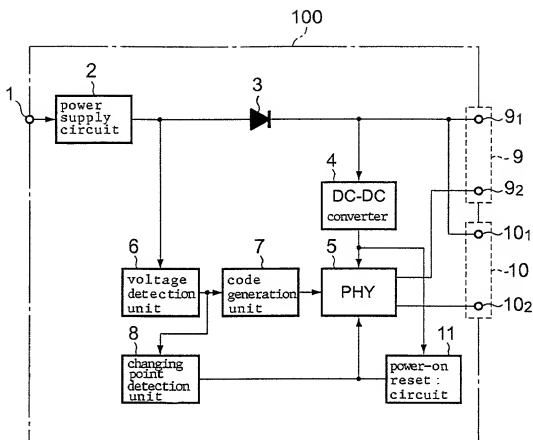 100
1
2
power
supply
circuit
3
9₁
9
4
DC-DC
converter
9₂
10₁
6
voltage
detection
unit
7
code
generation
unit
5
PHY
10
10₂
8
changing
point
detection
unit
11
power-on
reset:
circuit